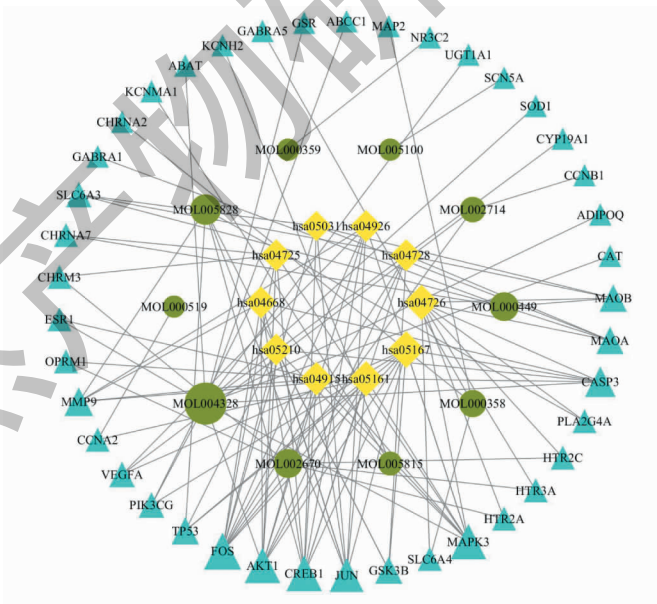 GSR
ABCC1
GABRA5
MAP2
NR3C2
KCNH2
UGT1A1
ABAT
SCN5A
KCNMA1
SOD1
CHRNA2
CYP19A1
MOL000359
MOL005100
GABRA1
CCNB1
SLC6A3
MOL005828
MOL002714
ADIPOQ
CHRNA7
hsa05031
hsa04926
hsa04725
hsa04728
CAT
CHRM3
hsa04668
hsa04726
MAOB
MOL000519
MOL000449
ESR1
MAOA
hsa05210
hsa05167
OPRM1
hsa04915
hsa05161
CASP3
MMP9
MOL004328
MOL000358
PLA2G4A
CCNA2
HTR2C
MOL002670
MOL005815
VEGFA
HTR3A
PIK3CG
HTR2A
TP53
MAPK3
FOS
SLC6A4
AKT1
CREB1
JUN
GSK3B